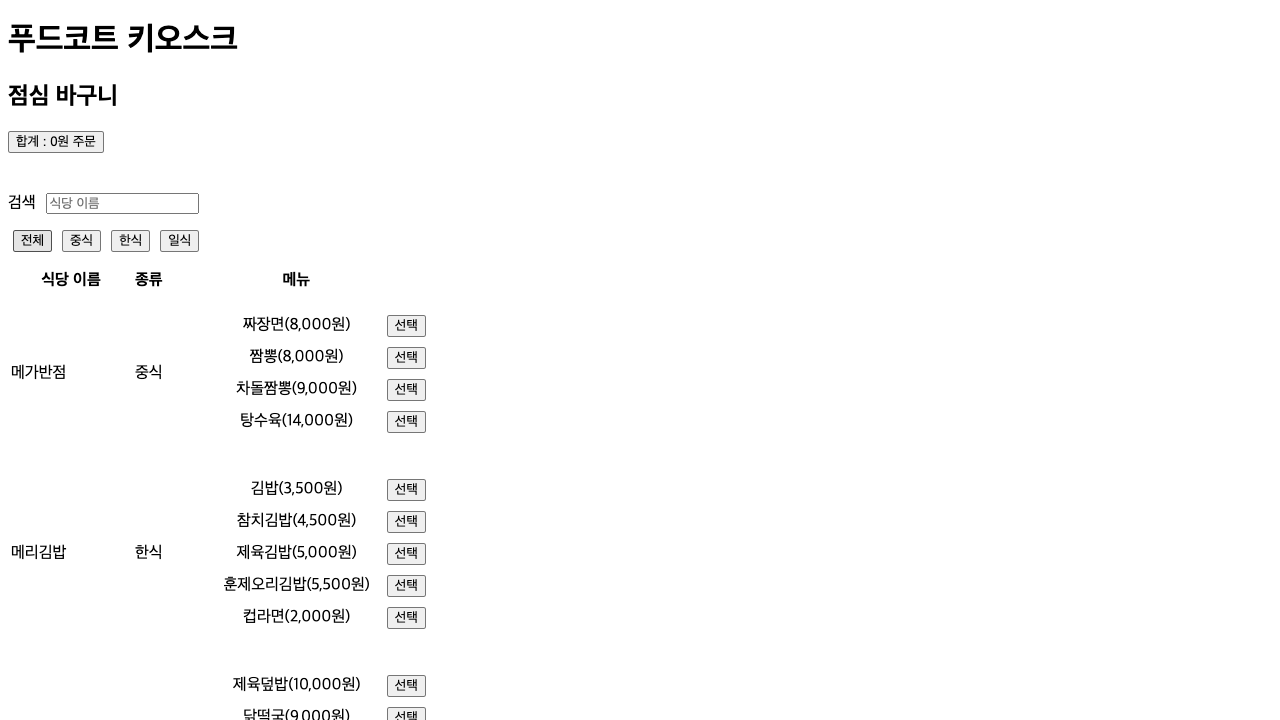 푸드코트 키오스크
점심 바구니
합계 : 0원 주문
검색 식당 이름
전체 중식 한식 일식
식당 이름 종류 메뉴
짜장면(8,000원) 선택
짬뽕(8,000원) 선택
메가반점 중식
차돌짬뽕(9,000원) 선택
탕수육(14,000원) 선택
김밥(3,500원) 선택
참치김밥(4,500원) 선택
메리김밥 한식 제육김밥(5,000원) 선택
훈제오리김밥(5,500원) 선택
컵라면(2,000원) 선택
제육덮밥(10,000원) 선택
닭떡국(9,000원) 선택